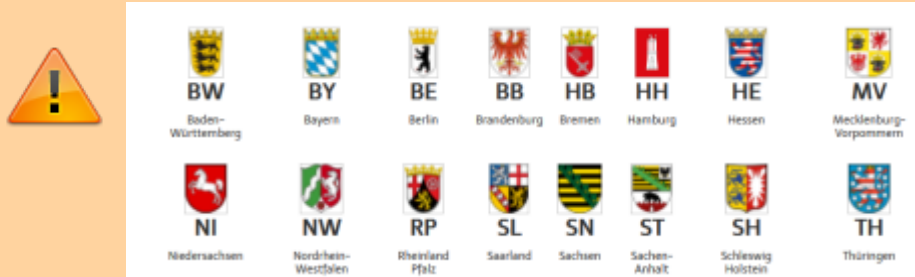 BW BY BE BB HB HH HE MV
Baden- Bayern Berlin Brandenburg Bremen Hamburg Hessen Mecklenburg-
Württemberg Vorpommern
NI NW RP SL SN ST SH TH
Niedersachsen Nordrhein- Rheinland Saarland Sachsen Sachen- Schleswig Thüringen
Westfalen Pfalz Anhalt Holstein